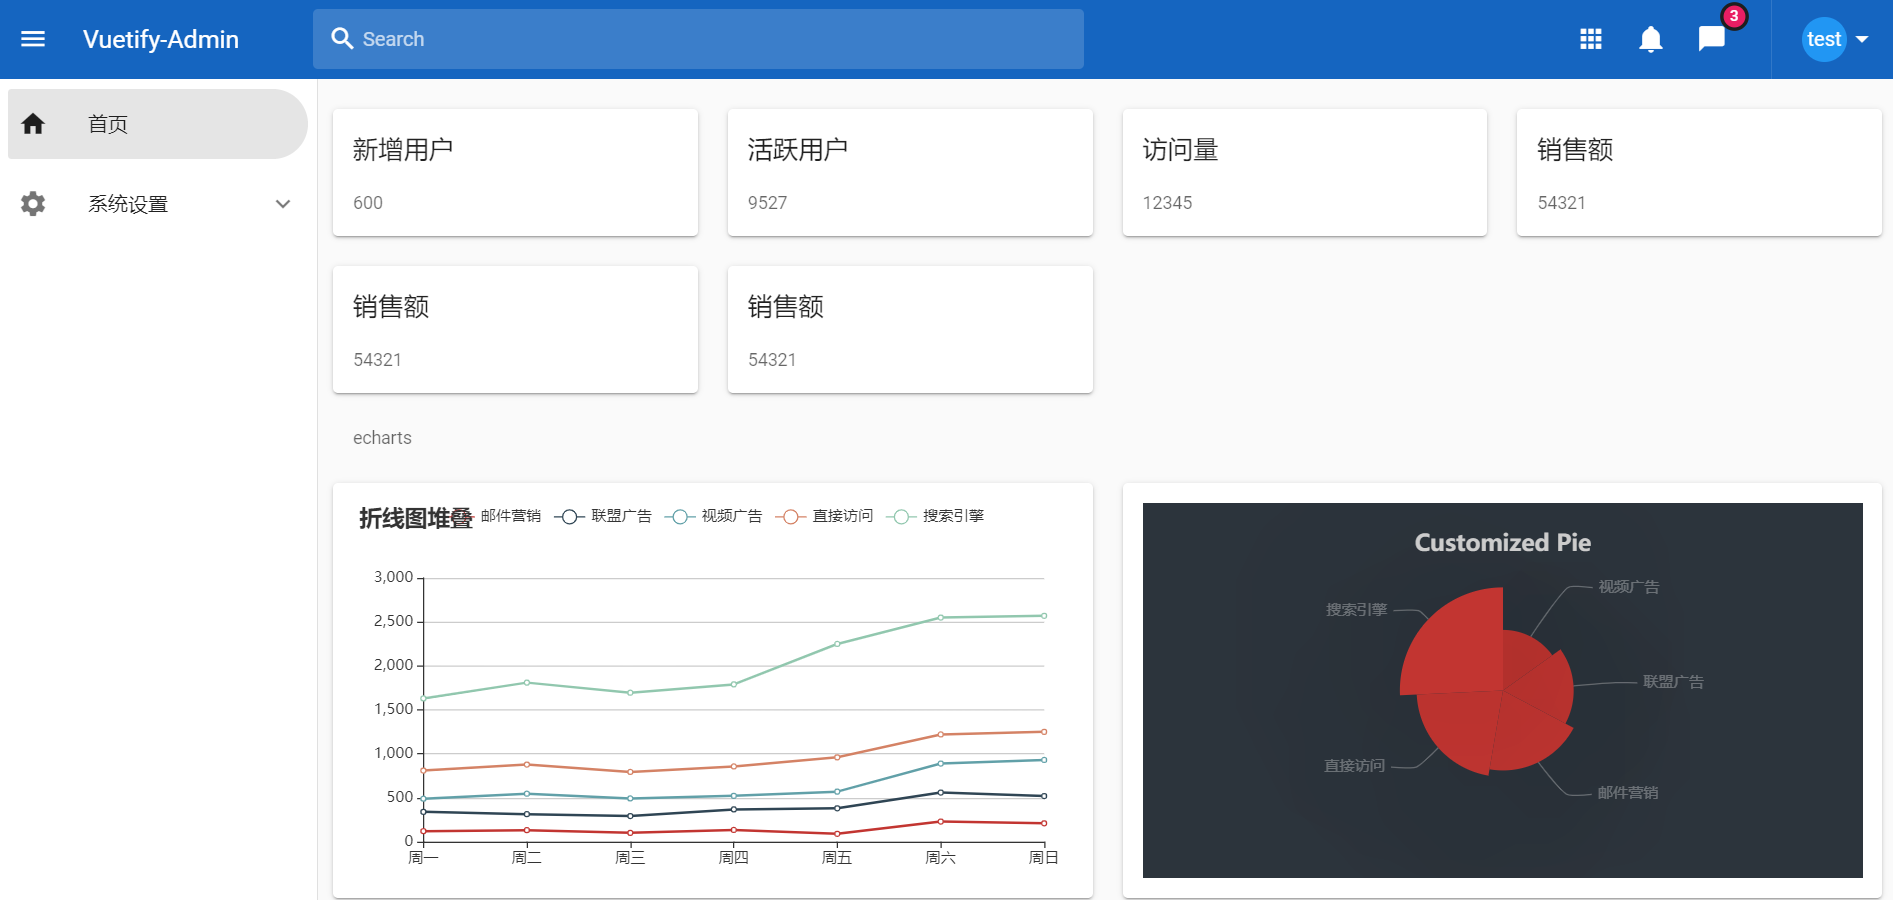 Vuetify-Admin
Search
3
test
首页
系统设置
新增用户
600
活跃用户
9527
访问量
12345
销售额
54321
销售额
54321
销售额
54321
echarts
折线图堆叠
邮件营销 联盟广告 视频广告 直接访问 搜索引擎
3,000
2,500
2,000
1,500
1,000
500
0
周一 周二 周三 周四 周五 周六 周日
Customized Pie
视频广告
搜索引擎
联盟广告
直接访问
邮件营销